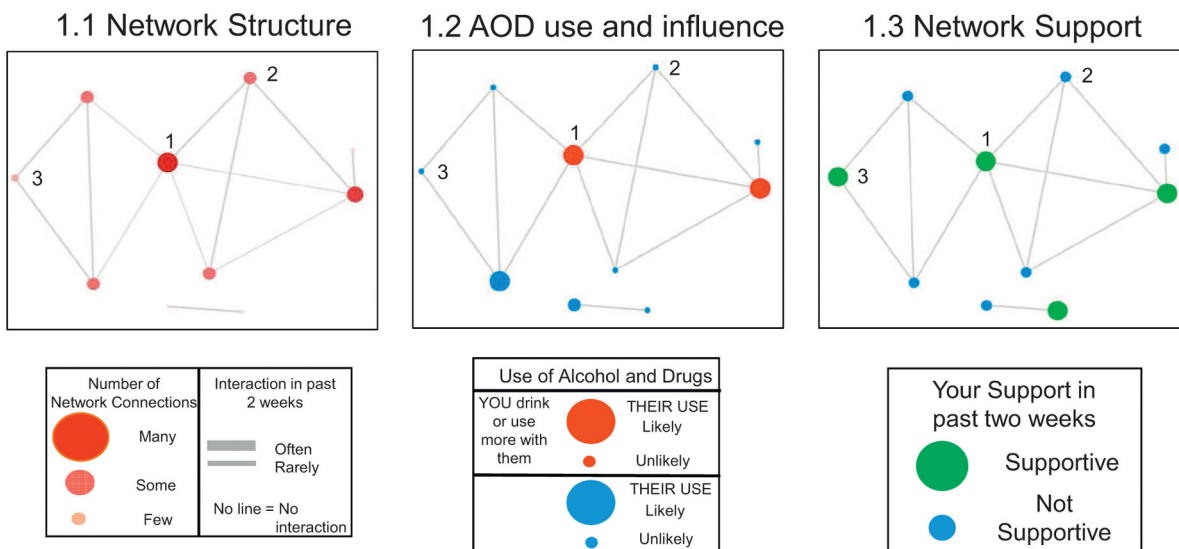 1.1 Network Structure
1
2
3
Number of
Network Connections
Many
Some
Few
Interaction in past
2 weeks
Often
Rarely
No line = No
interaction
1.2 AOD use and influence
1
2
3
Use of Alcohol and Drugs
YOU drink
or use
more with
them
THEIR USE
Likely
Unlikely
THEIR USE
Likely
Unlikely
1.3 Network Support
1
2
3
Your Support in
past two weeks
Supportive
Not
Supportive